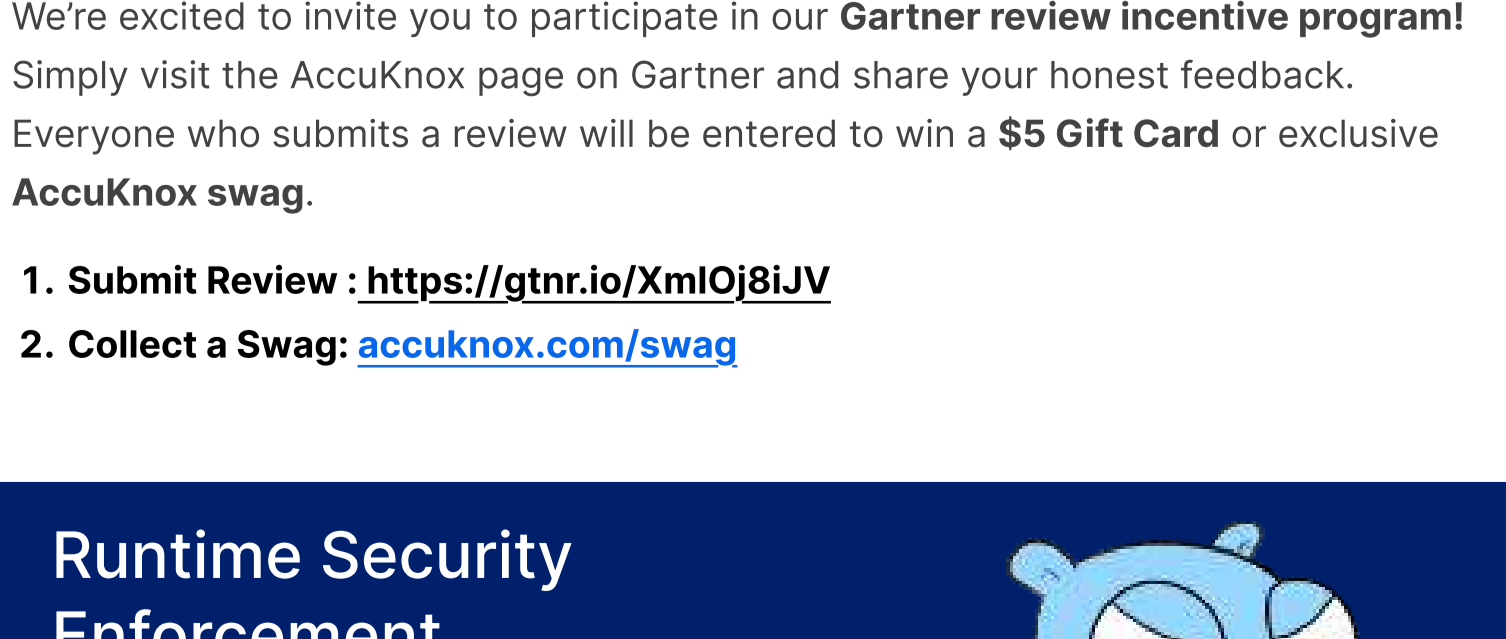 We’re excited to invite you to participate in our Gartner review incentive program!
Simply visit the AccuKnox page on Gartner and share your honest feedback.
Everyone who submits a review will be entered to win a $5 Gift Card or exclusive
AccuKnox swag.
1. Submit Review : https://gtnr.io/XmlOj8iJV
2. Collect a Swag: accuknox.com/swag
Runtime Security
Enforcement